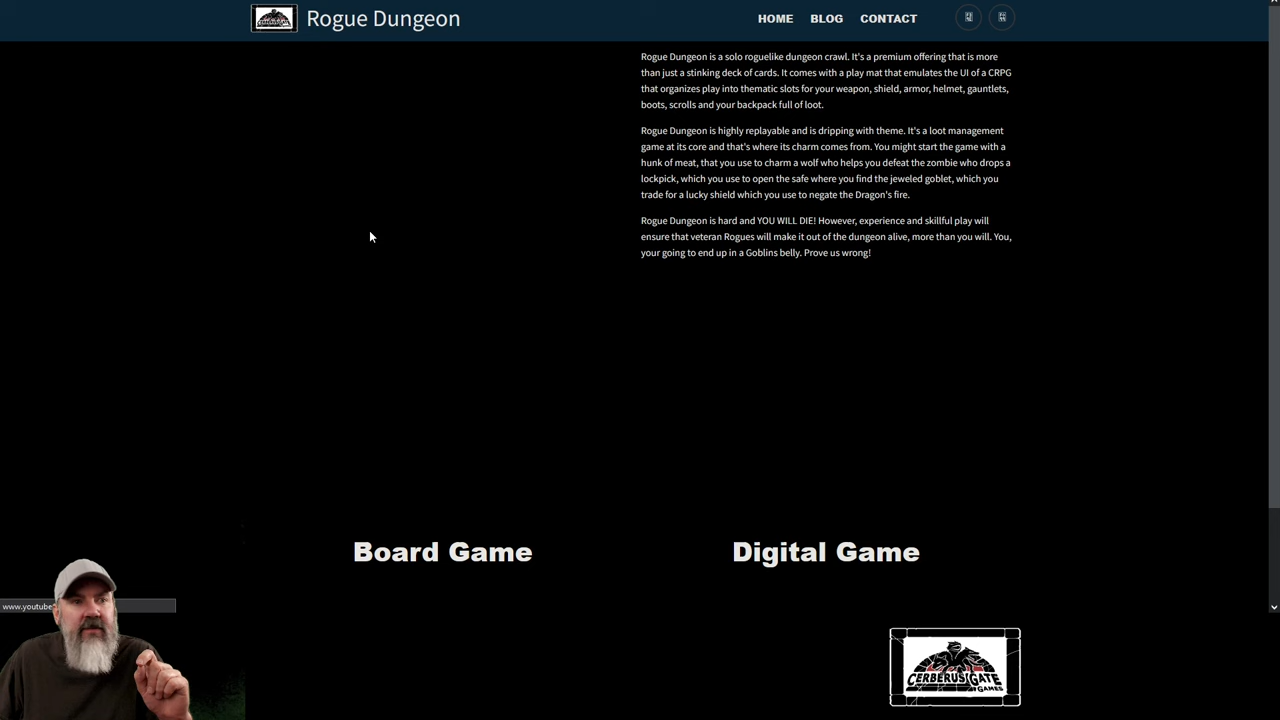 Rogue Dungeon
HOME BLOG CONTACT
Rogue Dungeon is a solo roguelike dungeon crawl. It's a premium offering that is more
than just a stinking deck of cards. It comes with a play mat that emulates the UI of a CRPG
that organizes play into thematic slots for your weapon, shield, armor, helmet, gauntlets,
boots, scrolls and your backpack full of loot.
Rogue Dungeon is highly replayable and is dripping with theme. It's a loot management
game at its core and that's where its charm comes from. You might start the game with a
hunk of meat, that you use to charm a wolf who helps you defeat the zombie who drops a
lockpick, which you use to open the safe where you find the jeweled goblet, which you
trade for a lucky shield which you use to negate the Dragon's fire.
Rogue Dungeon is hard and YOU WILL DIE! However, experience and skillful play will
ensure that veteran Rogues will make it out of the dungeon alive, more than you will. You,
your going to end up in a Goblins belly. Prove us wrong!
Board Game
Digital Game
www.youtube
CERBERUS GATE
GAMES